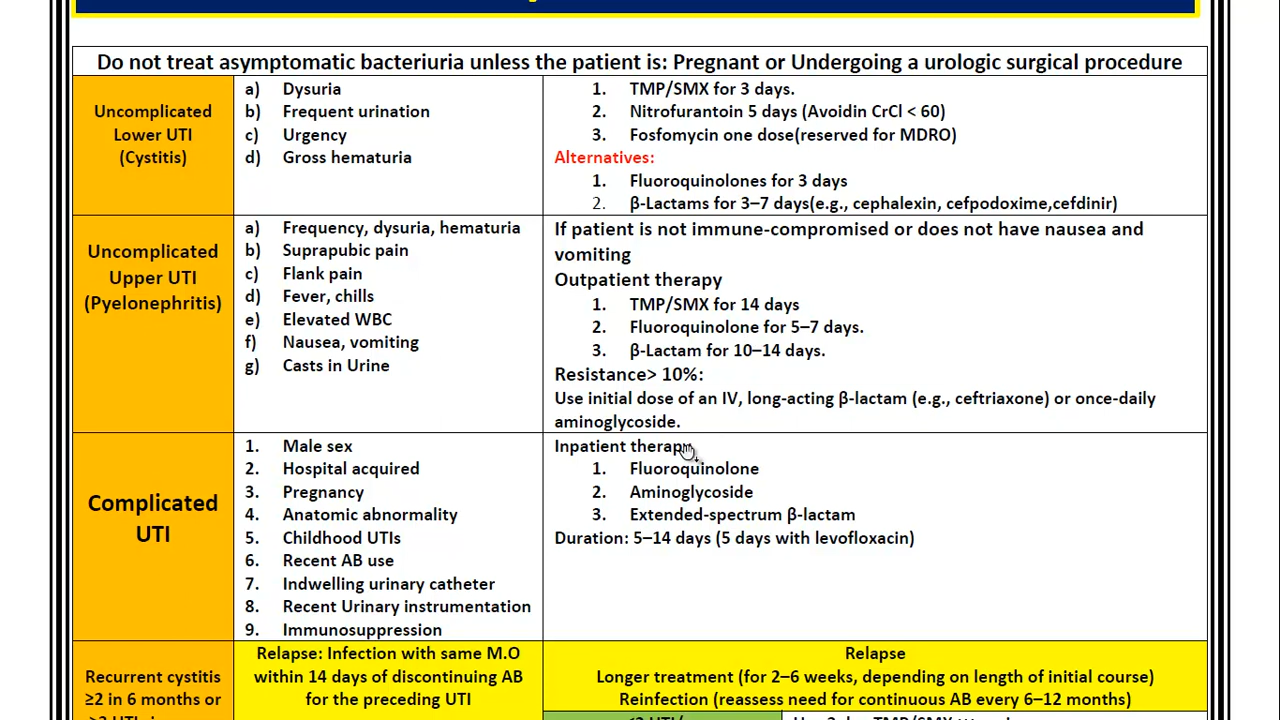 Do not treat asymptomatic bacteriuria unless the patient is: Pregnant or Undergoing a urologic surgical procedure
Uncomplicated
Lower UTI
(Cystitis)
a) Dysuria
b) Frequent urination
c) Urgency
d) Gross hematuria
1. TMP/SMX for 3 days.
2. Nitrofurantoin 5 days (Avoidin CrCl < 60)
3. Fosfomycin one dose(reserved for MDRO)
Alternatives:
1. Fluoroquinolones for 3 days
2. β-Lactams for 3–7 days(e.g., cephalexin, cefpodoxime,cefdinir)
Uncomplicated
Upper UTI
(Pyelonephritis)
a) Frequency, dysuria, hematuria
b) Suprapubic pain
c) Flank pain
d) Fever, chills
e) Elevated WBC
f) Nausea, vomiting
g) Casts in Urine
If patient is not immune-compromised or does not have nausea and
vomiting
Outpatient therapy
1. TMP/SMX for 14 days
2. Fluoroquinolone for 5–7 days.
3. β-Lactam for 10–14 days.
Resistance> 10%:
Use initial dose of an IV, long-acting β-lactam (e.g., ceftriaxone) or once-daily
aminoglycoside.
Complicated
UTI
1. Male sex
2. Hospital acquired
3. Pregnancy
4. Anatomic abnormality
5. Childhood UTIs
6. Recent AB use
7. Indwelling urinary catheter
8. Recent Urinary instrumentation
9. Immunosuppression
Inpatient therapy
1. Fluoroquinolone
2. Aminoglycoside
3. Extended-spectrum β-lactam
Duration: 5–14 days (5 days with levofloxacin)
Recurrent cystitis
≥2 in 6 months or
Relapse: Infection with same M.O
within 14 days of discontinuing AB
for the preceding UTI
Relapse
Longer treatment (for 2–6 weeks, depending on length of initial course)
Reinfection (reassess need for continuous AB every 6–12 months)